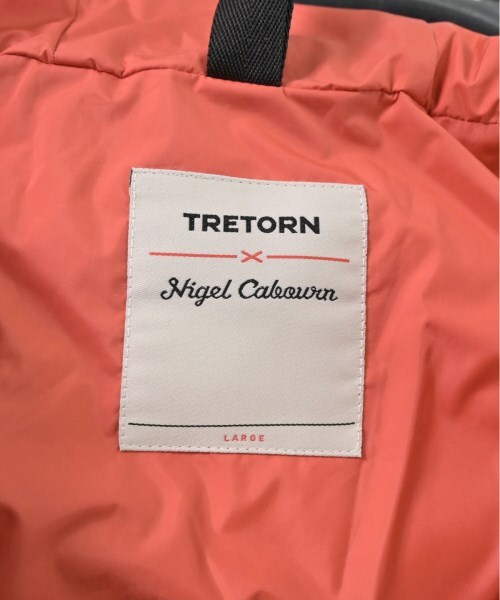 TRETORN
X
Nigel Cabourn
LARGE